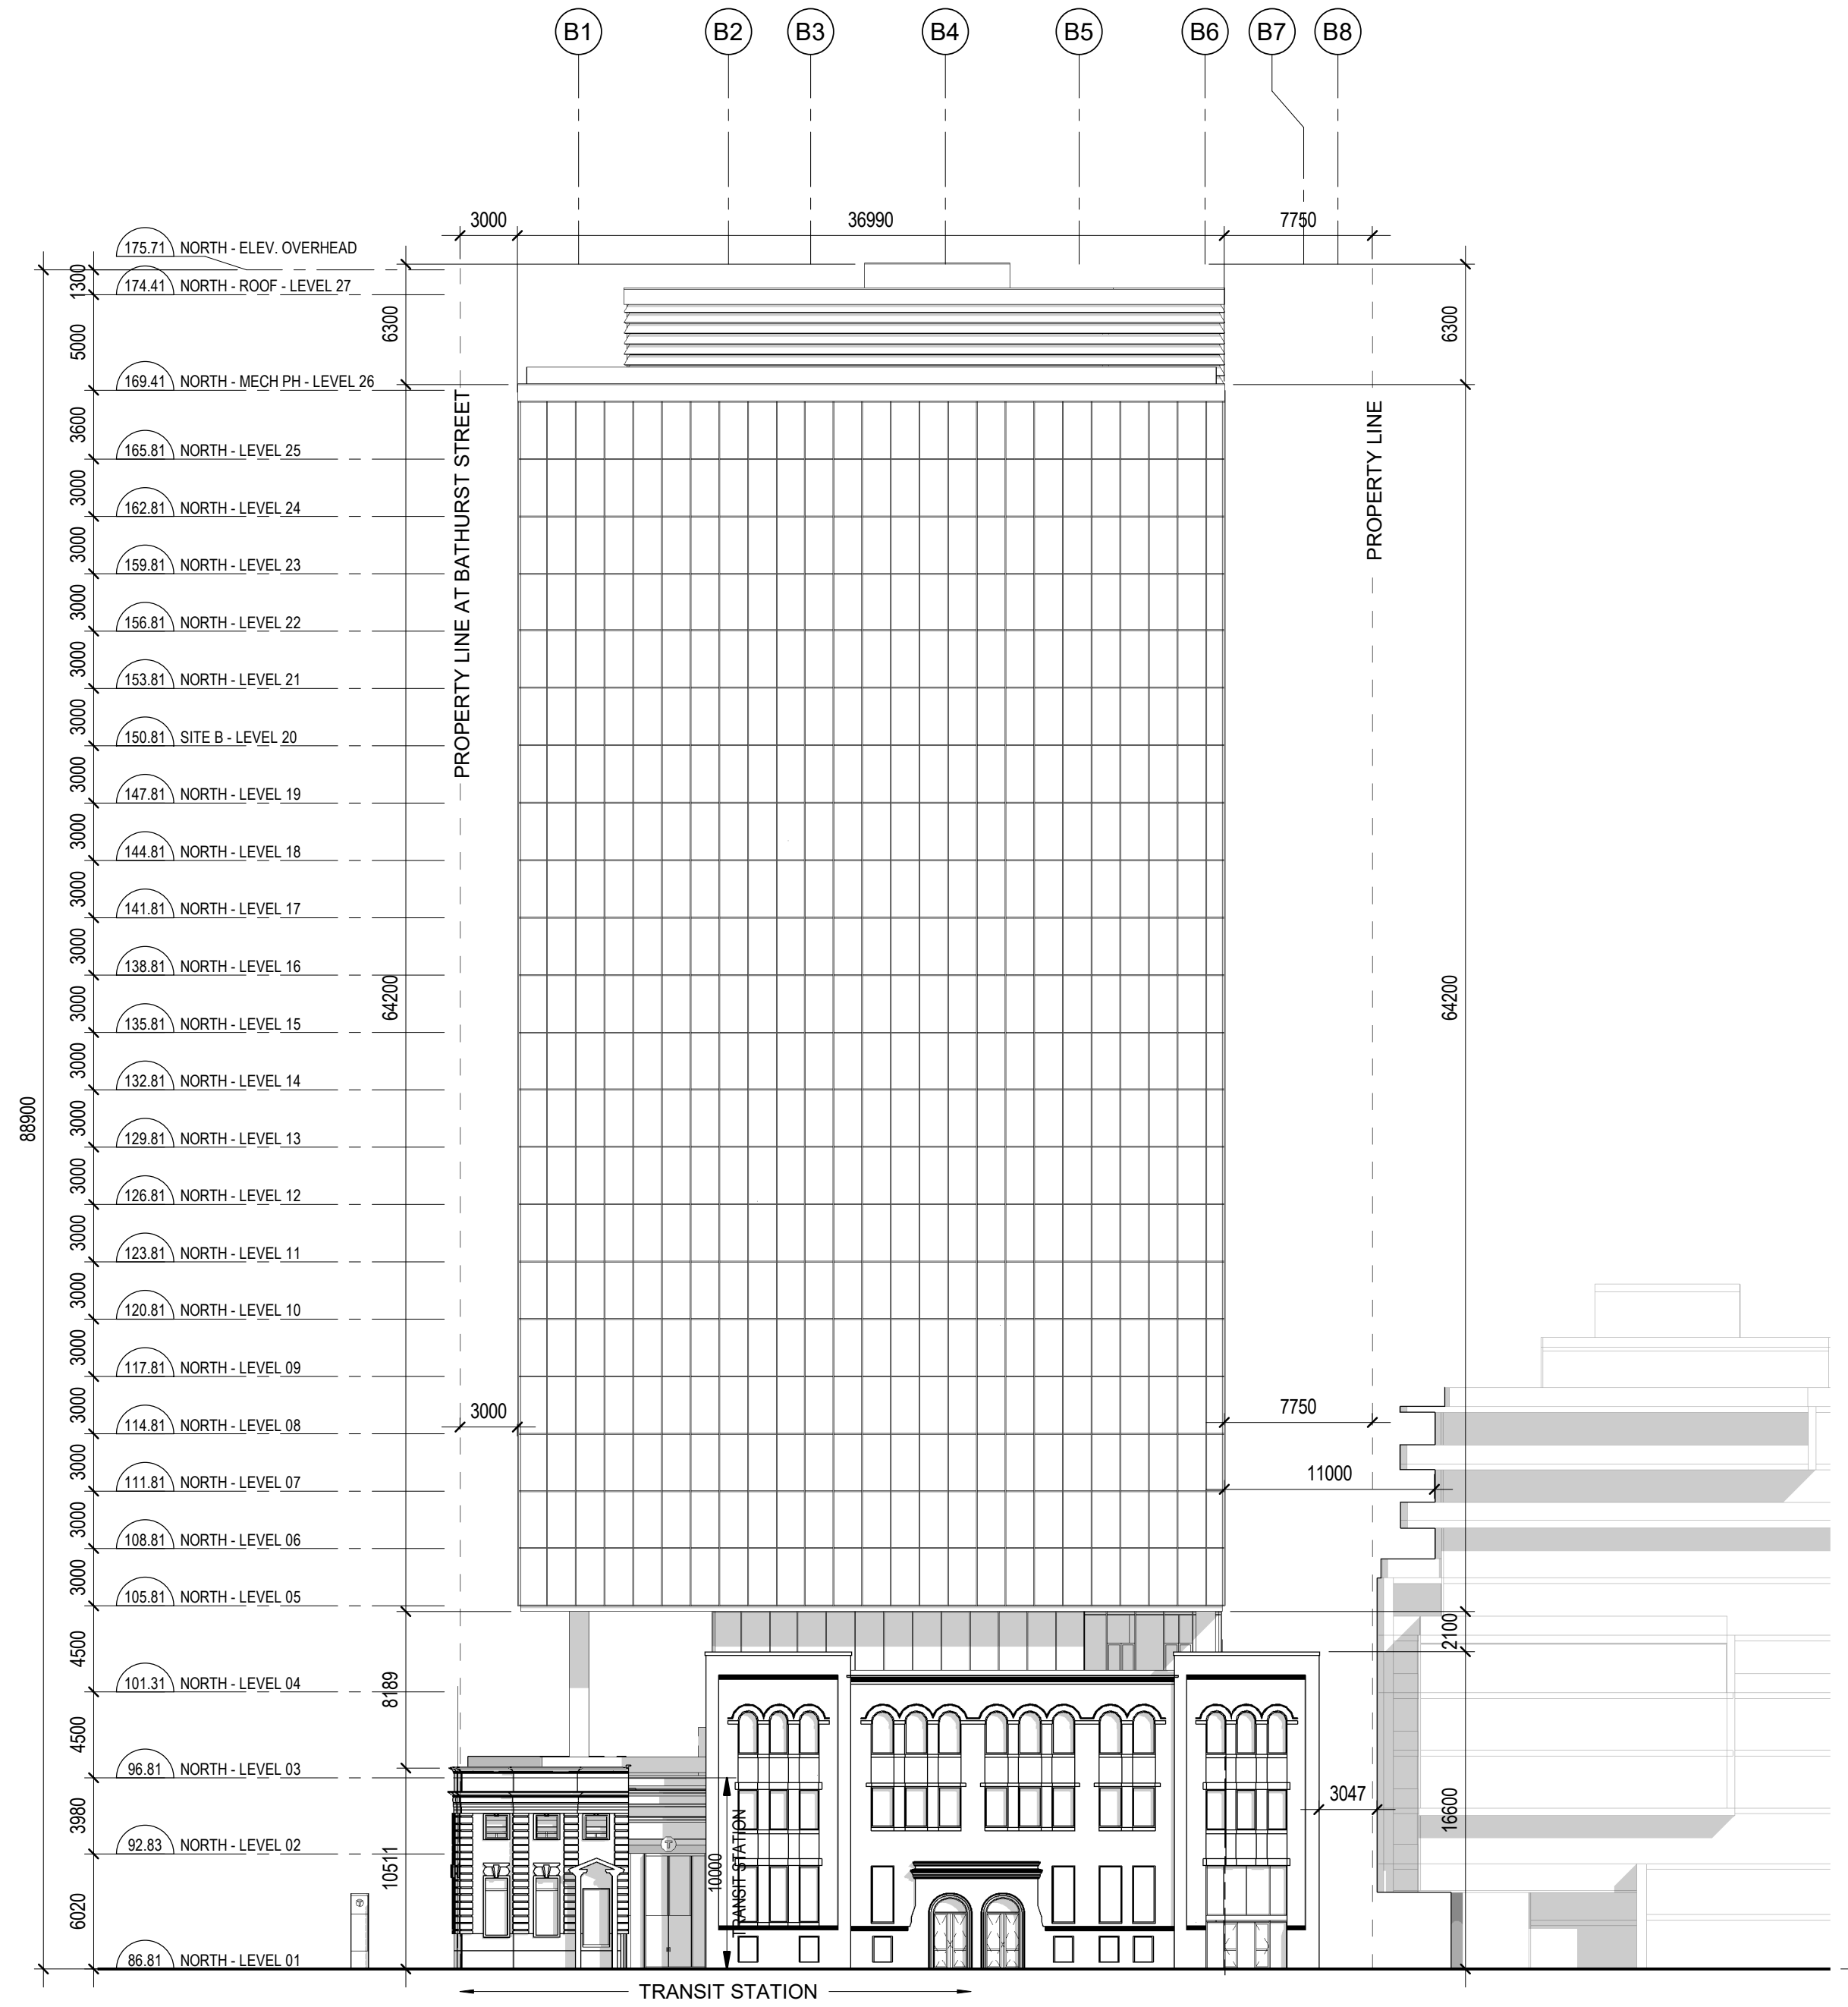 B1 B2 B3 B4 B5 B6 B7 B8
3000 36990 7750
175.71 NORTH - ELEV. OVERHEAD
1300
174.41 NORTH - ROOF - LEVEL 27
5000
6300
6300
169.41 NORTH - MECH PH - LEVEL 26
3600
165.81 NORTH - LEVEL 25
3000
162.81 NORTH - LEVEL 24
3000
159.81 NORTH - LEVEL 23
3000
156.81 NORTH - LEVEL 22
3000
153.81 NORTH - LEVEL 21
3000
150.81 SITE B - LEVEL 20
3000
147.81 NORTH - LEVEL 19
3000
144.81 NORTH - LEVEL 18
3000
141.81 NORTH - LEVEL 17
3000
138.81 NORTH - LEVEL 16
3000
135.81 NORTH - LEVEL 15
3000
132.81 NORTH - LEVEL 14
3000
129.81 NORTH - LEVEL 13
3000
126.81 NORTH - LEVEL 12
3000
123.81 NORTH - LEVEL 11
3000
120.81 NORTH - LEVEL 10
3000
117.81 NORTH - LEVEL 09
3000
114.81 NORTH - LEVEL 08
3000
111.81 NORTH - LEVEL 07
3000
108.81 NORTH - LEVEL 06
3000
105.81 NORTH - LEVEL 05
4500
101.31 NORTH - LEVEL 04
4500
96.81 NORTH - LEVEL 03
3980
92.83 NORTH - LEVEL 02
6020
86.81 NORTH - LEVEL 01
88900
64200
8189
10511
PROPERTY LINE AT BATHURST STREET
PROPERTY LINE
64200
3000
7750
11000
2100
3047
16600
T
10000
TRANSIT STATION
TRANSIT STATION